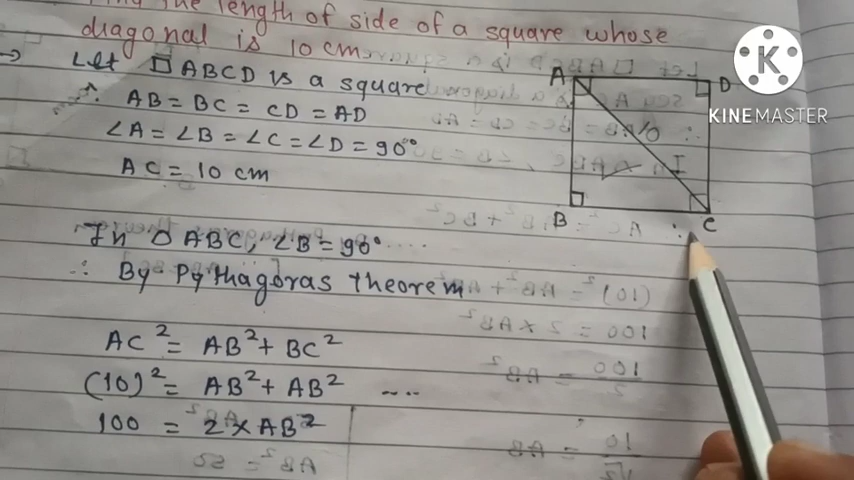 the length of side of a square whose
diagonal is 10 cm.
→ Let □ABCD is a square
∴ AB = BC = CD = AD
∠A = ∠B = ∠C = ∠D = 90°
AC = 10 cm
In △ ABC, ∠B = 90°
∴ By Pythagoras theorem
AC² = AB² + BC²
(10)² = AB² + AB² ....
100 = 2 × AB²
A D
B C
K
KINEMASTER